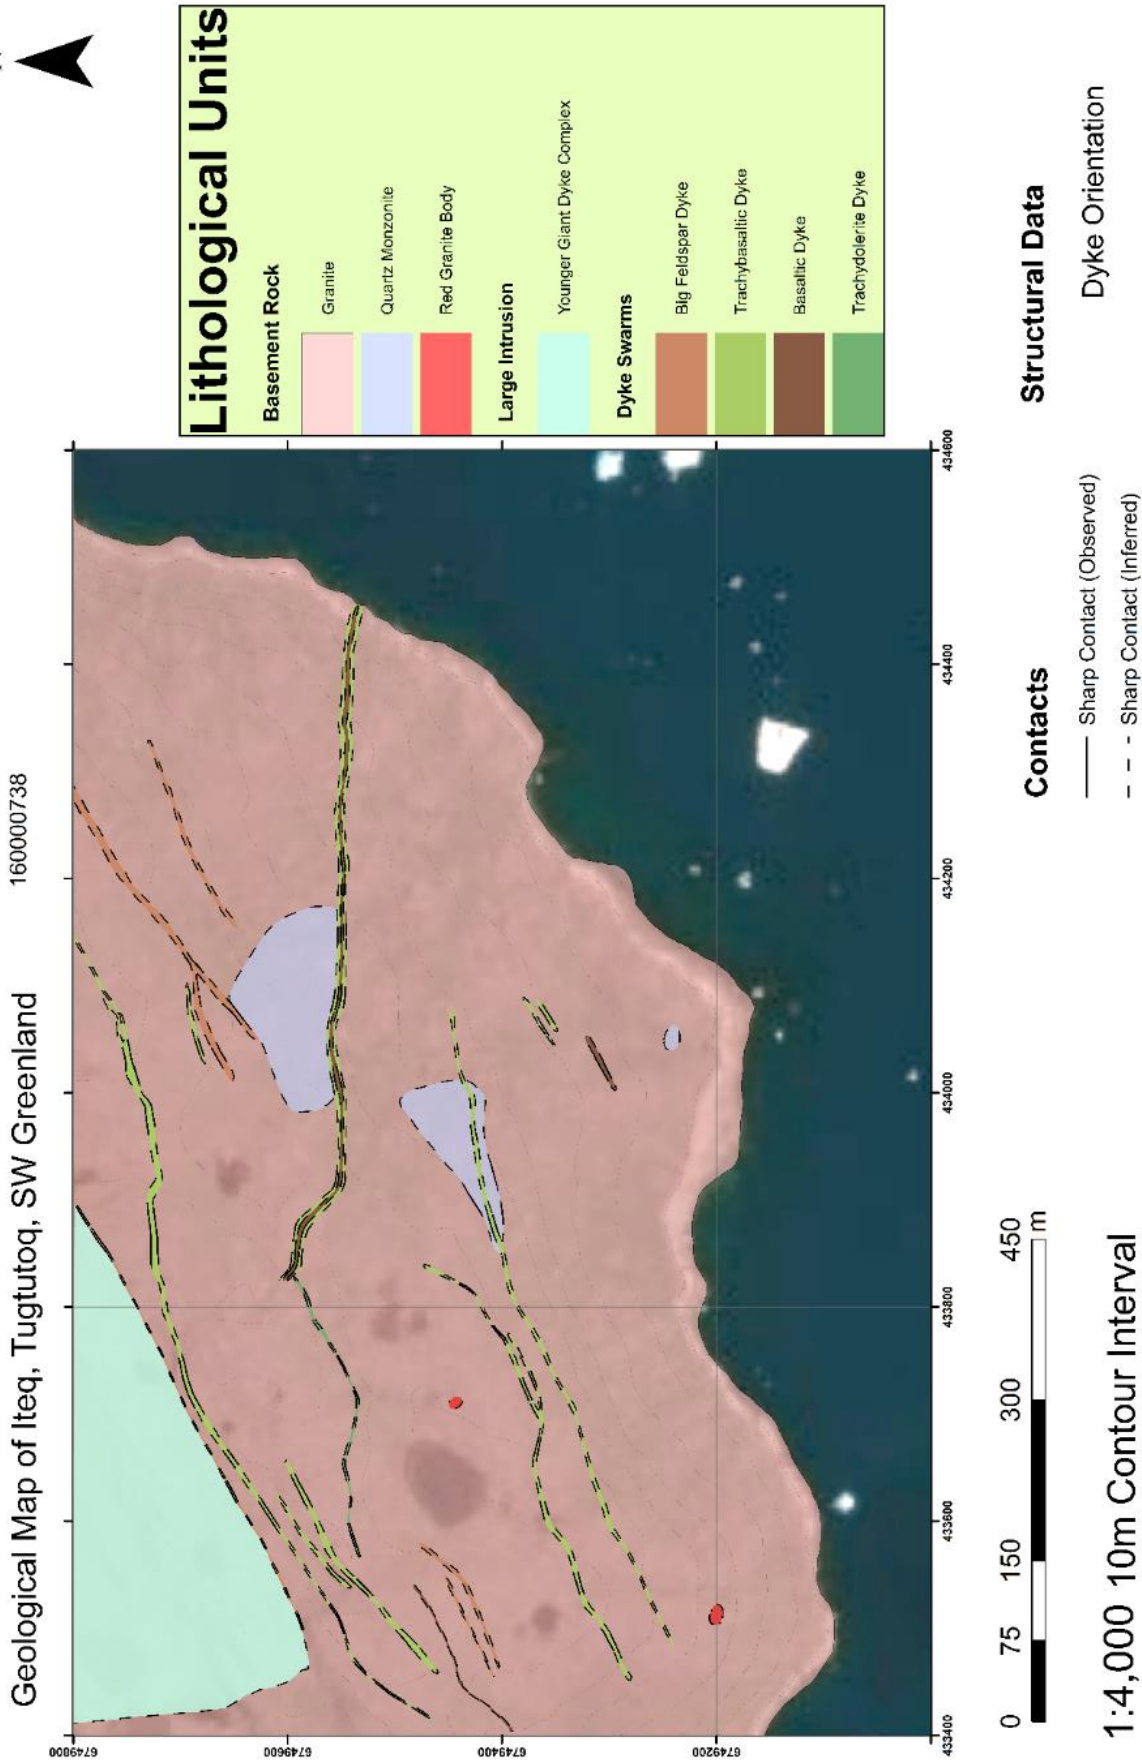 Geological Map of Iteq, Tugtutoq, SW Greenland
160000738
Lithological Units
Basement Rock
Granite
Quartz Monzonite
Red Granite Body
Large Intrusion
Younger Giant Dyke Complex
Dyke Swarms
Big Feldspar Dyke
Trachybasaltic Dyke
Basaltic Dyke
Trachydolerite Dyke
6749800
6749600
6749400
6749200
433400
433600
433800
434000
434200
434400
434600
0 75 150 300 450
m
1:4,000 10m Contour Interval
Contacts
Sharp Contact (Observed)
Sharp Contact (Inferred)
Structural Data
Dyke Orientation